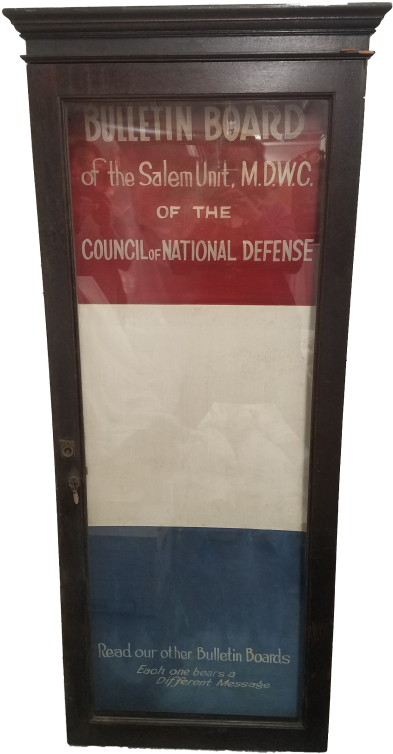 BULLETIN BOARD
of the Salem Unit, M.D.W.C.
OF THE
COUNCIL OF NATIONAL DEFENSE
Read our other Bulletin Boards
Each one bears a
Different Message